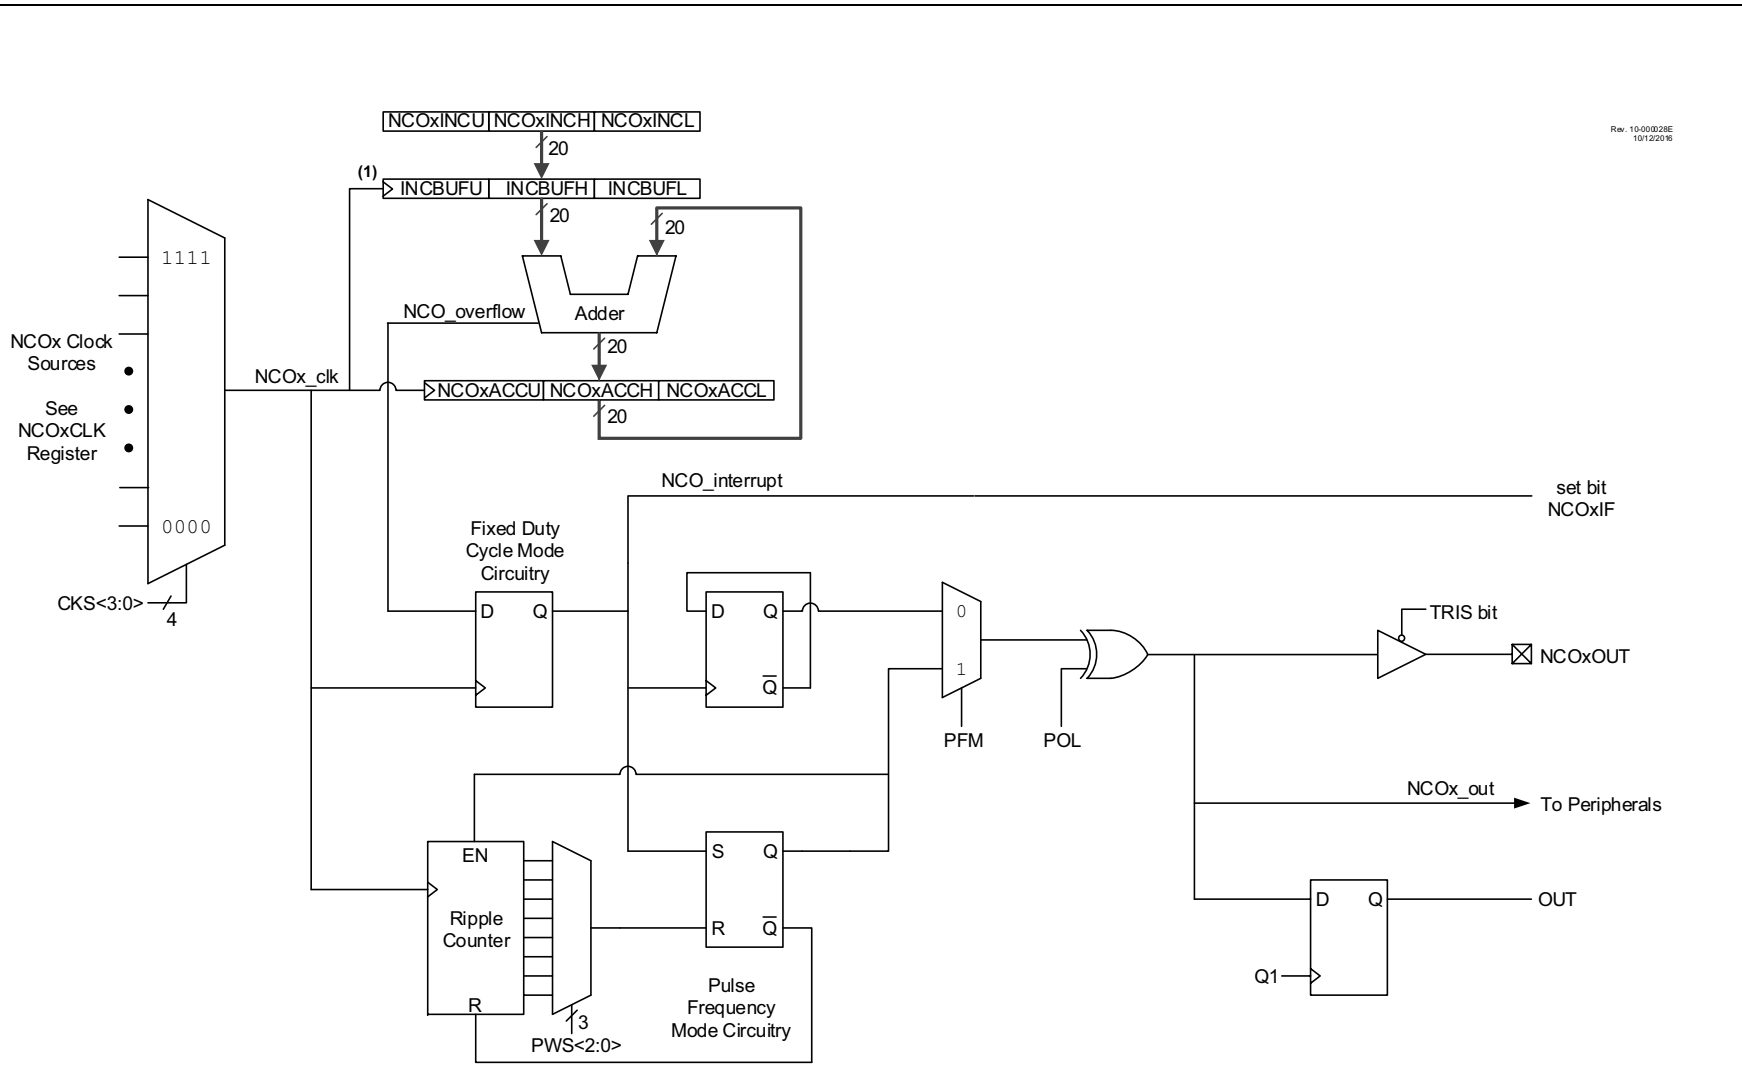 NCOxINCU NCOxINCH NCOxINCL
Rev. 10-000028E
10/12/2016
20
(1)
INCBUFU INCBUFH INCBUFL
20
20
1111
NCO_overflow
Adder
NCOx Clock
Sources
20
NCOx_clk
NCOxACCU NCOxACCH NCOxACCL
See
NCOxCLK
Register
20
NCO_interrupt
set bit
NCOxIF
0000
Fixed Duty
Cycle Mode
Circuitry
CKS<3:0>
4
D Q
D Q
Q
0
1
TRIS bit
NCOxOUT
PFM
POL
NCOx_out
To Peripherals
EN
Ripple
Counter
R
S Q
R Q
D Q
OUT
Q1
Pulse
Frequency
Mode Circuitry
3
PWS<2:0>